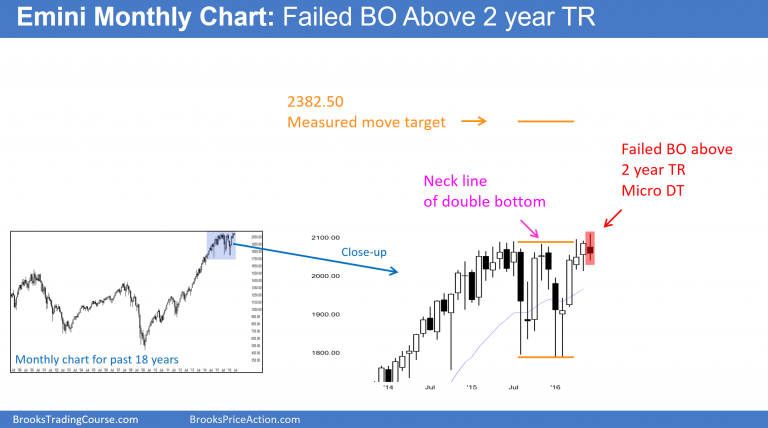 Emini Monthly Chart: Failed BO Above 2 year TR
2382.50
Measured move target
Failed BO above
2 year TR
Micro DT
Neck line
of double bottom
Close-up
2100.00
2000.00
1900.00
1800.00
'14
Jul
'15
Jul
'16
Monthly chart for past 18 years
BrooksTradingCourse.com
BrooksPriceAction.com